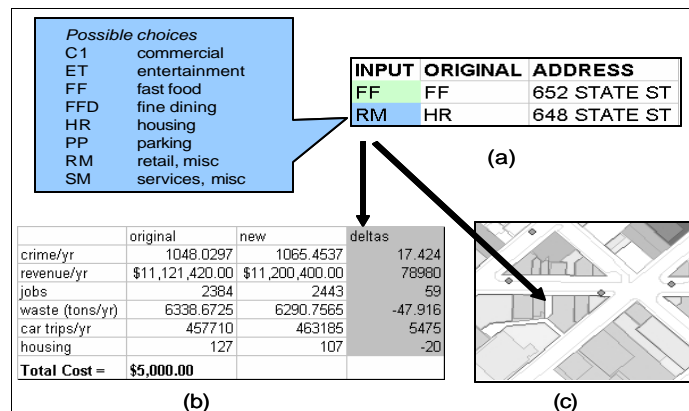 Possible choices
C1 commercial
ET entertainment
FF fast food
FFD fine dining
HR housing
PP parking
RM retail, misc
SM services, misc
INPUT ORIGINAL ADDRESS
FF FF 652 STATE ST
RM HR 648 STATE ST
(a)
original new deltas
crime/yr 1048.0297 1065.4537 17.424
revenue/yr $11,121,420.00 $11,200,400.00 78980
jobs 2384 2443 59
waste (tons/yr) 6338.6725 6290.7565 -47.916
car trips/yr 457710 463185 5475
housing 127 107 -20
Total Cost = $5,000.00
(b)
(c)